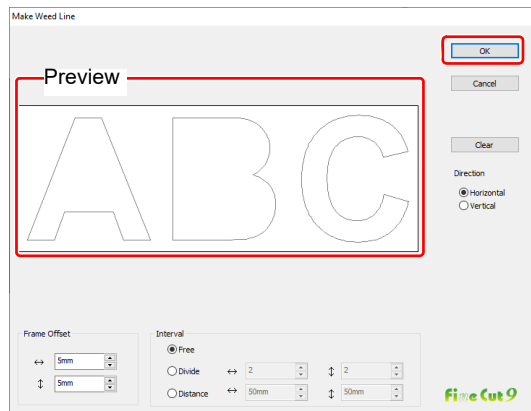 Make Weed Line
OK
Preview
Cancel
ABC
Clear
Direction
Horizontal
Vertical
Frame Offset
Interval
Free
5mm
Divide
2
2
5mm
Distance
50mm
50mm
Fine Cut 9